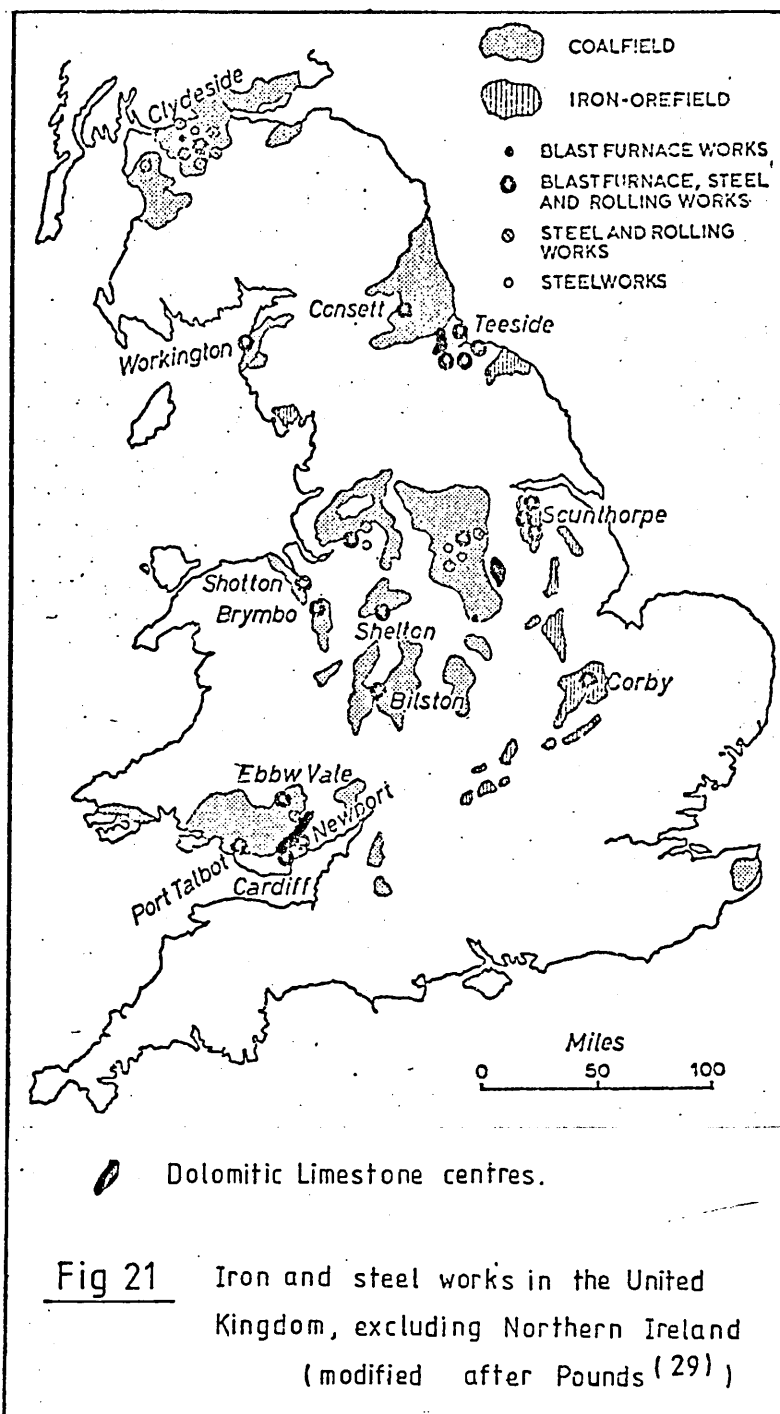 COALFIELD
IRON-OREFIELD
BLAST FURNACE WORKS
BLAST FURNACE, STEEL
AND ROLLING WORKS
STEEL AND ROLLING
WORKS
STEELWORKS
Clydeside
Consett
Teeside
Workington
Scunthorpe
Shotton
Brymbo
Shelton
Bilston
Corby
Ebbw Vale
Newport
Port Talbot
Cardiff
Miles
0 50 100
Dolomitic Limestone centres.
Fig 21 Iron and steel works in the United
Kingdom, excluding Northern Ireland
(modified after Pounds (29))